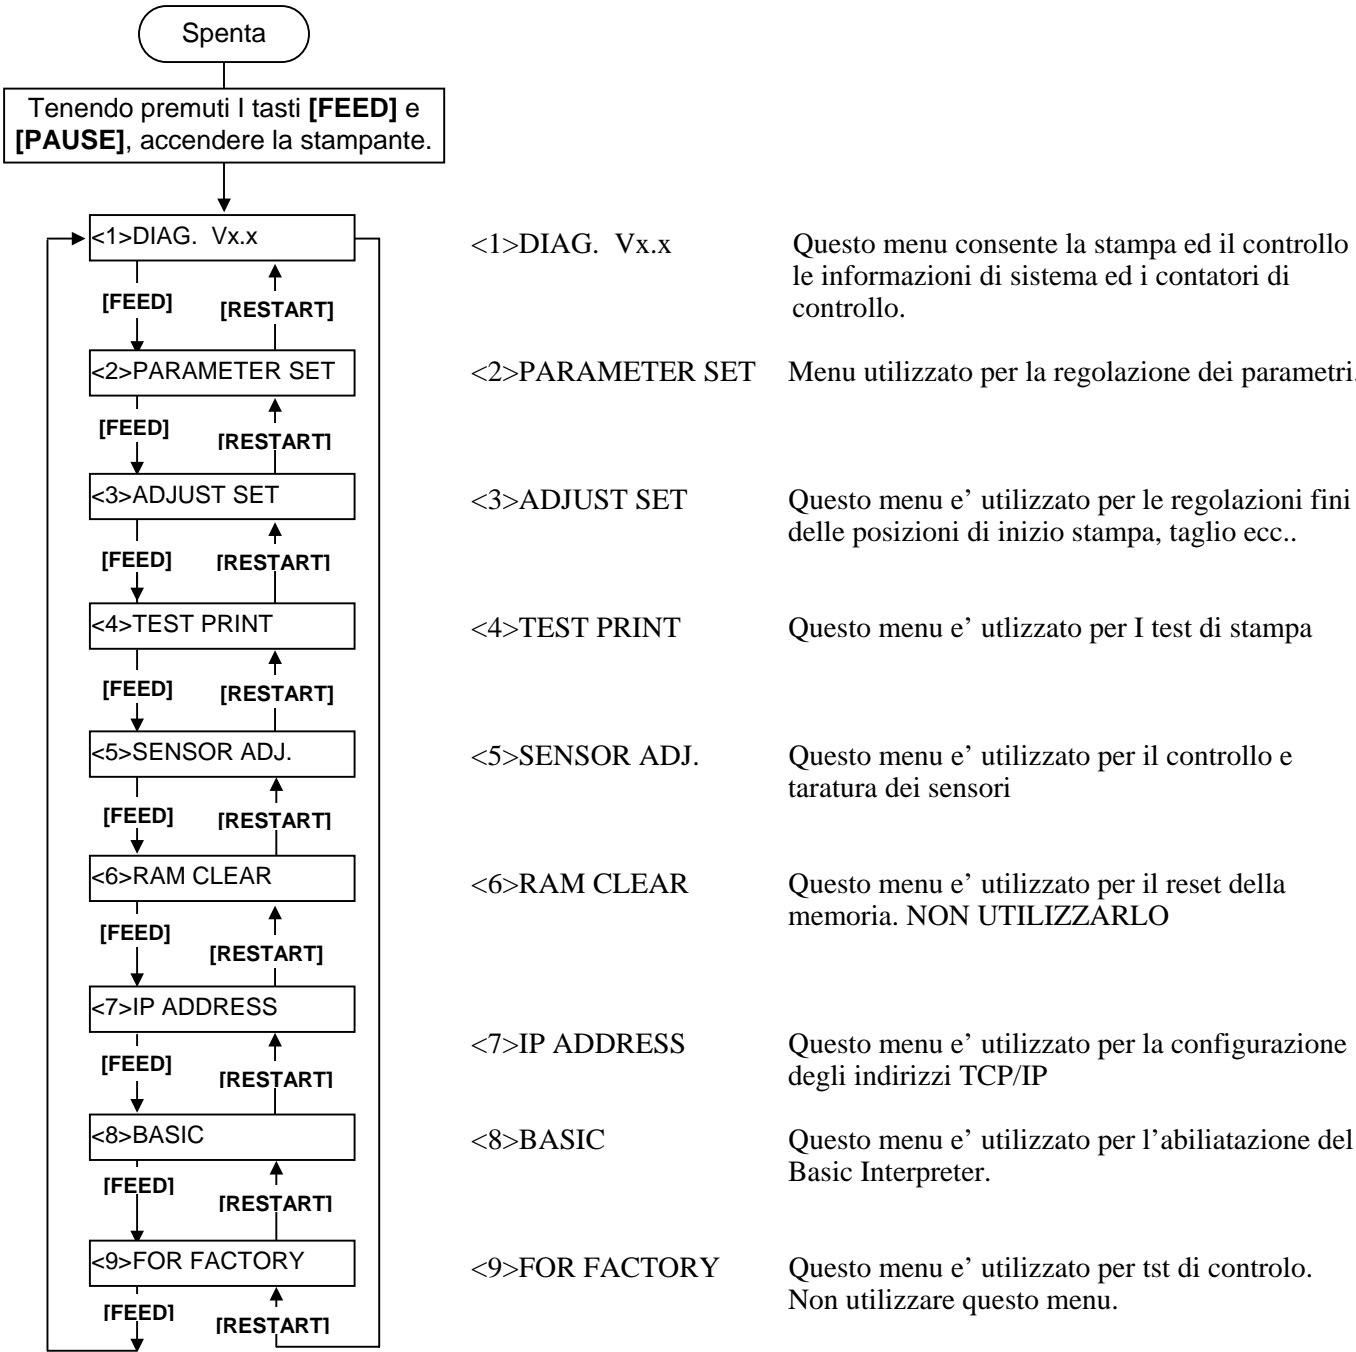 Spenta
Tenendo premuti I tasti [FEED] e
[PAUSE], accendere la stampante.
<1>DIAG. Vx.x
[FEED]
[RESTART]
<2>PARAMETER SET
[FEED]
[RESTART]
<3>ADJUST SET
[FEED]
[RESTART]
<4>TEST PRINT
[FEED]
[RESTART]
<5>SENSOR ADJ.
[FEED]
[RESTART]
<6>RAM CLEAR
[FEED]
[RESTART]
<7>IP ADDRESS
[FEED]
[RESTART]
<8>BASIC
[FEED]
[RESTART]
<9>FOR FACTORY
[FEED]
[RESTART]
<1>DIAG. Vx.x Questo menu consente la stampa ed il controllo
le informazioni di sistema ed i contatori di
controllo.
<2>PARAMETER SET Menu utilizzato per la regolazione dei parametri.
<3>ADJUST SET Questo menu e’ utilizzato per le regolazioni fini
delle posizioni di inizio stampa, taglio ecc..
<4>TEST PRINT Questo menu e’ utlizzato per I test di stampa
<5>SENSOR ADJ. Questo menu e’ utilizzato per il controllo e
taratura dei sensori
<6>RAM CLEAR Questo menu e’ utilizzato per il reset della
memoria. NON UTILIZZARLO
<7>IP ADDRESS Questo menu e’ utilizzato per la configurazione
degli indirizzi TCP/IP
<8>BASIC Questo menu e’ utilizzato per l’abiliatazione del
Basic Interpreter.
<9>FOR FACTORY Questo menu e’ utilizzato per tst di controlo.
Non utilizzare questo menu.